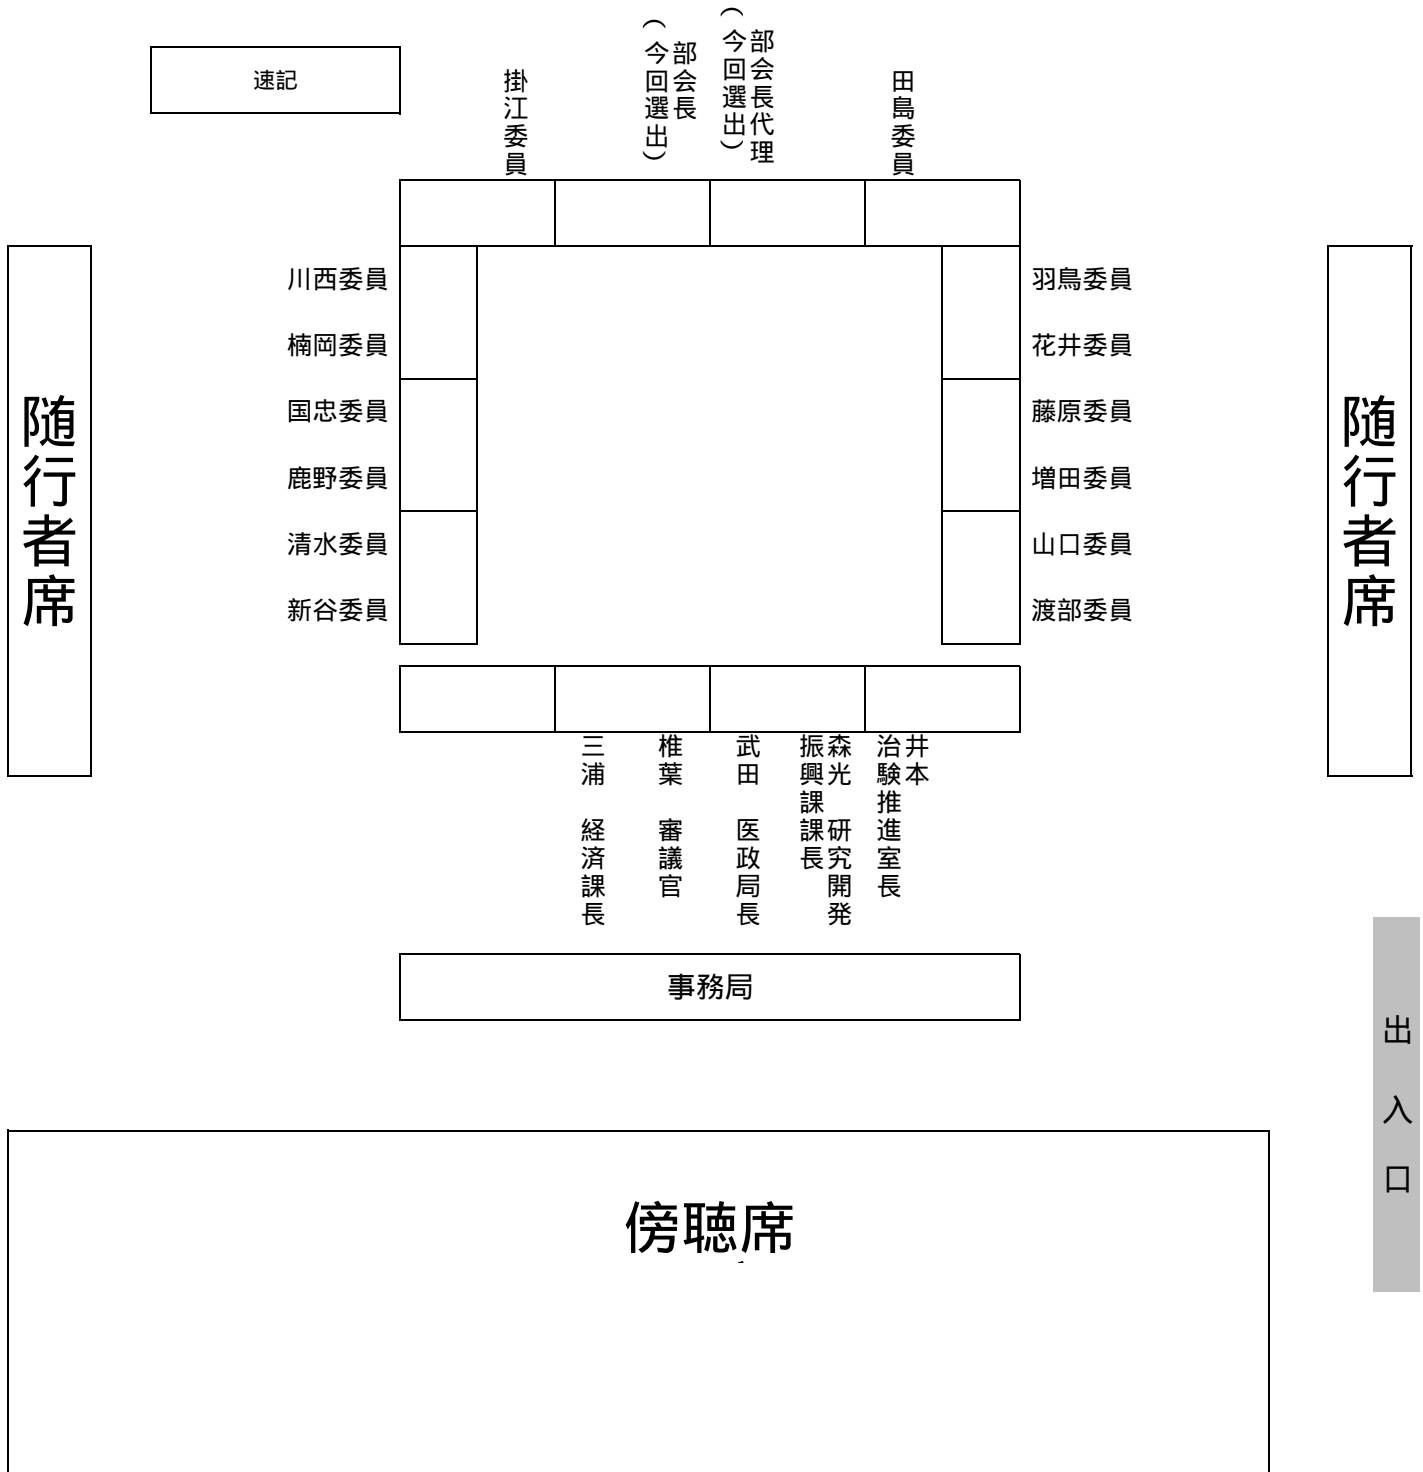 速記
掛江委員
部会長
（今回選出）
部会長代理
（今回選出）
田島委員
川西委員
楠岡委員
国忠委員
鹿野委員
清水委員
新谷委員
羽鳥委員
花井委員
藤原委員
増田委員
山口委員
渡部委員
随行者席
随行者席
三浦　経済課長
椎葉　審議官
武田　医政局長
森光　研究開発
振興課課長
井本
治験推進室長
事務局
出入口
傍聴席